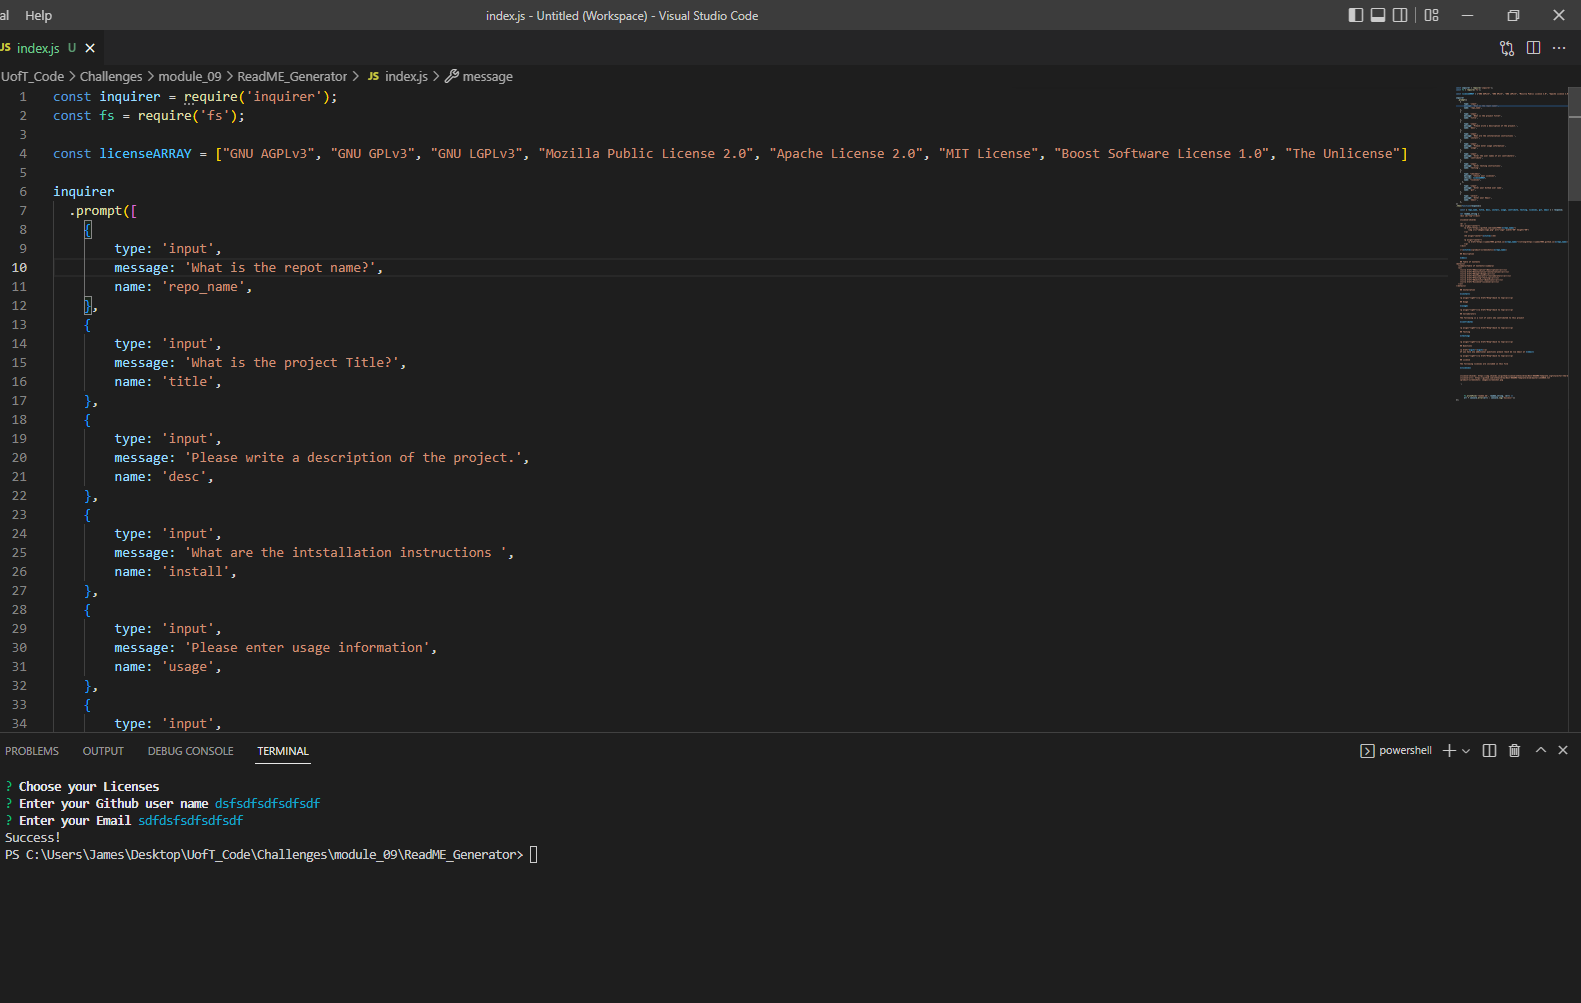 al Help index.js - Untitled (Workspace) - Visual Studio Code
JS index.js U
UofT_Code > Challenges > module_09 > ReadME_Generator > JS index.js > message
1 const inquirer = require('inquirer');
2 const fs = require('fs');
3
4 const licenseARRAY = ["GNU AGPLv3", "GNU GPLv3", "GNU LGPLv3", "Mozilla Public License 2.0", "Apache License 2.0", "MIT License", "Boost Software License 1.0", "The Unlicense"]
5
6 inquirer
7 .prompt([
8 {
9 type: 'input',
10 message: 'What is the repot name?',
11 name: 'repo_name',
12 },
13 {
14 type: 'input',
15 message: 'What is the project Title?',
16 name: 'title',
17 },
18 {
19 type: 'input',
20 message: 'Please write a description of the project.',
21 name: 'desc',
22 },
23 {
24 type: 'input',
25 message: 'What are the intstallation instructions ',
26 name: 'install',
27 },
28 {
29 type: 'input',
30 message: 'Please enter usage information',
31 name: 'usage',
32 },
33 {
34 type: 'input',
PROBLEMS OUTPUT DEBUG CONSOLE TERMINAL powershell
? Choose your Licenses
? Enter your Github user name dsfsdfsdfsdfsdf
? Enter your Email sdfdsfsdfsdfsdf
Success!
PS C:\Users\James\Desktop\UofT_Code\Challenges\module_09\ReadME_Generator>